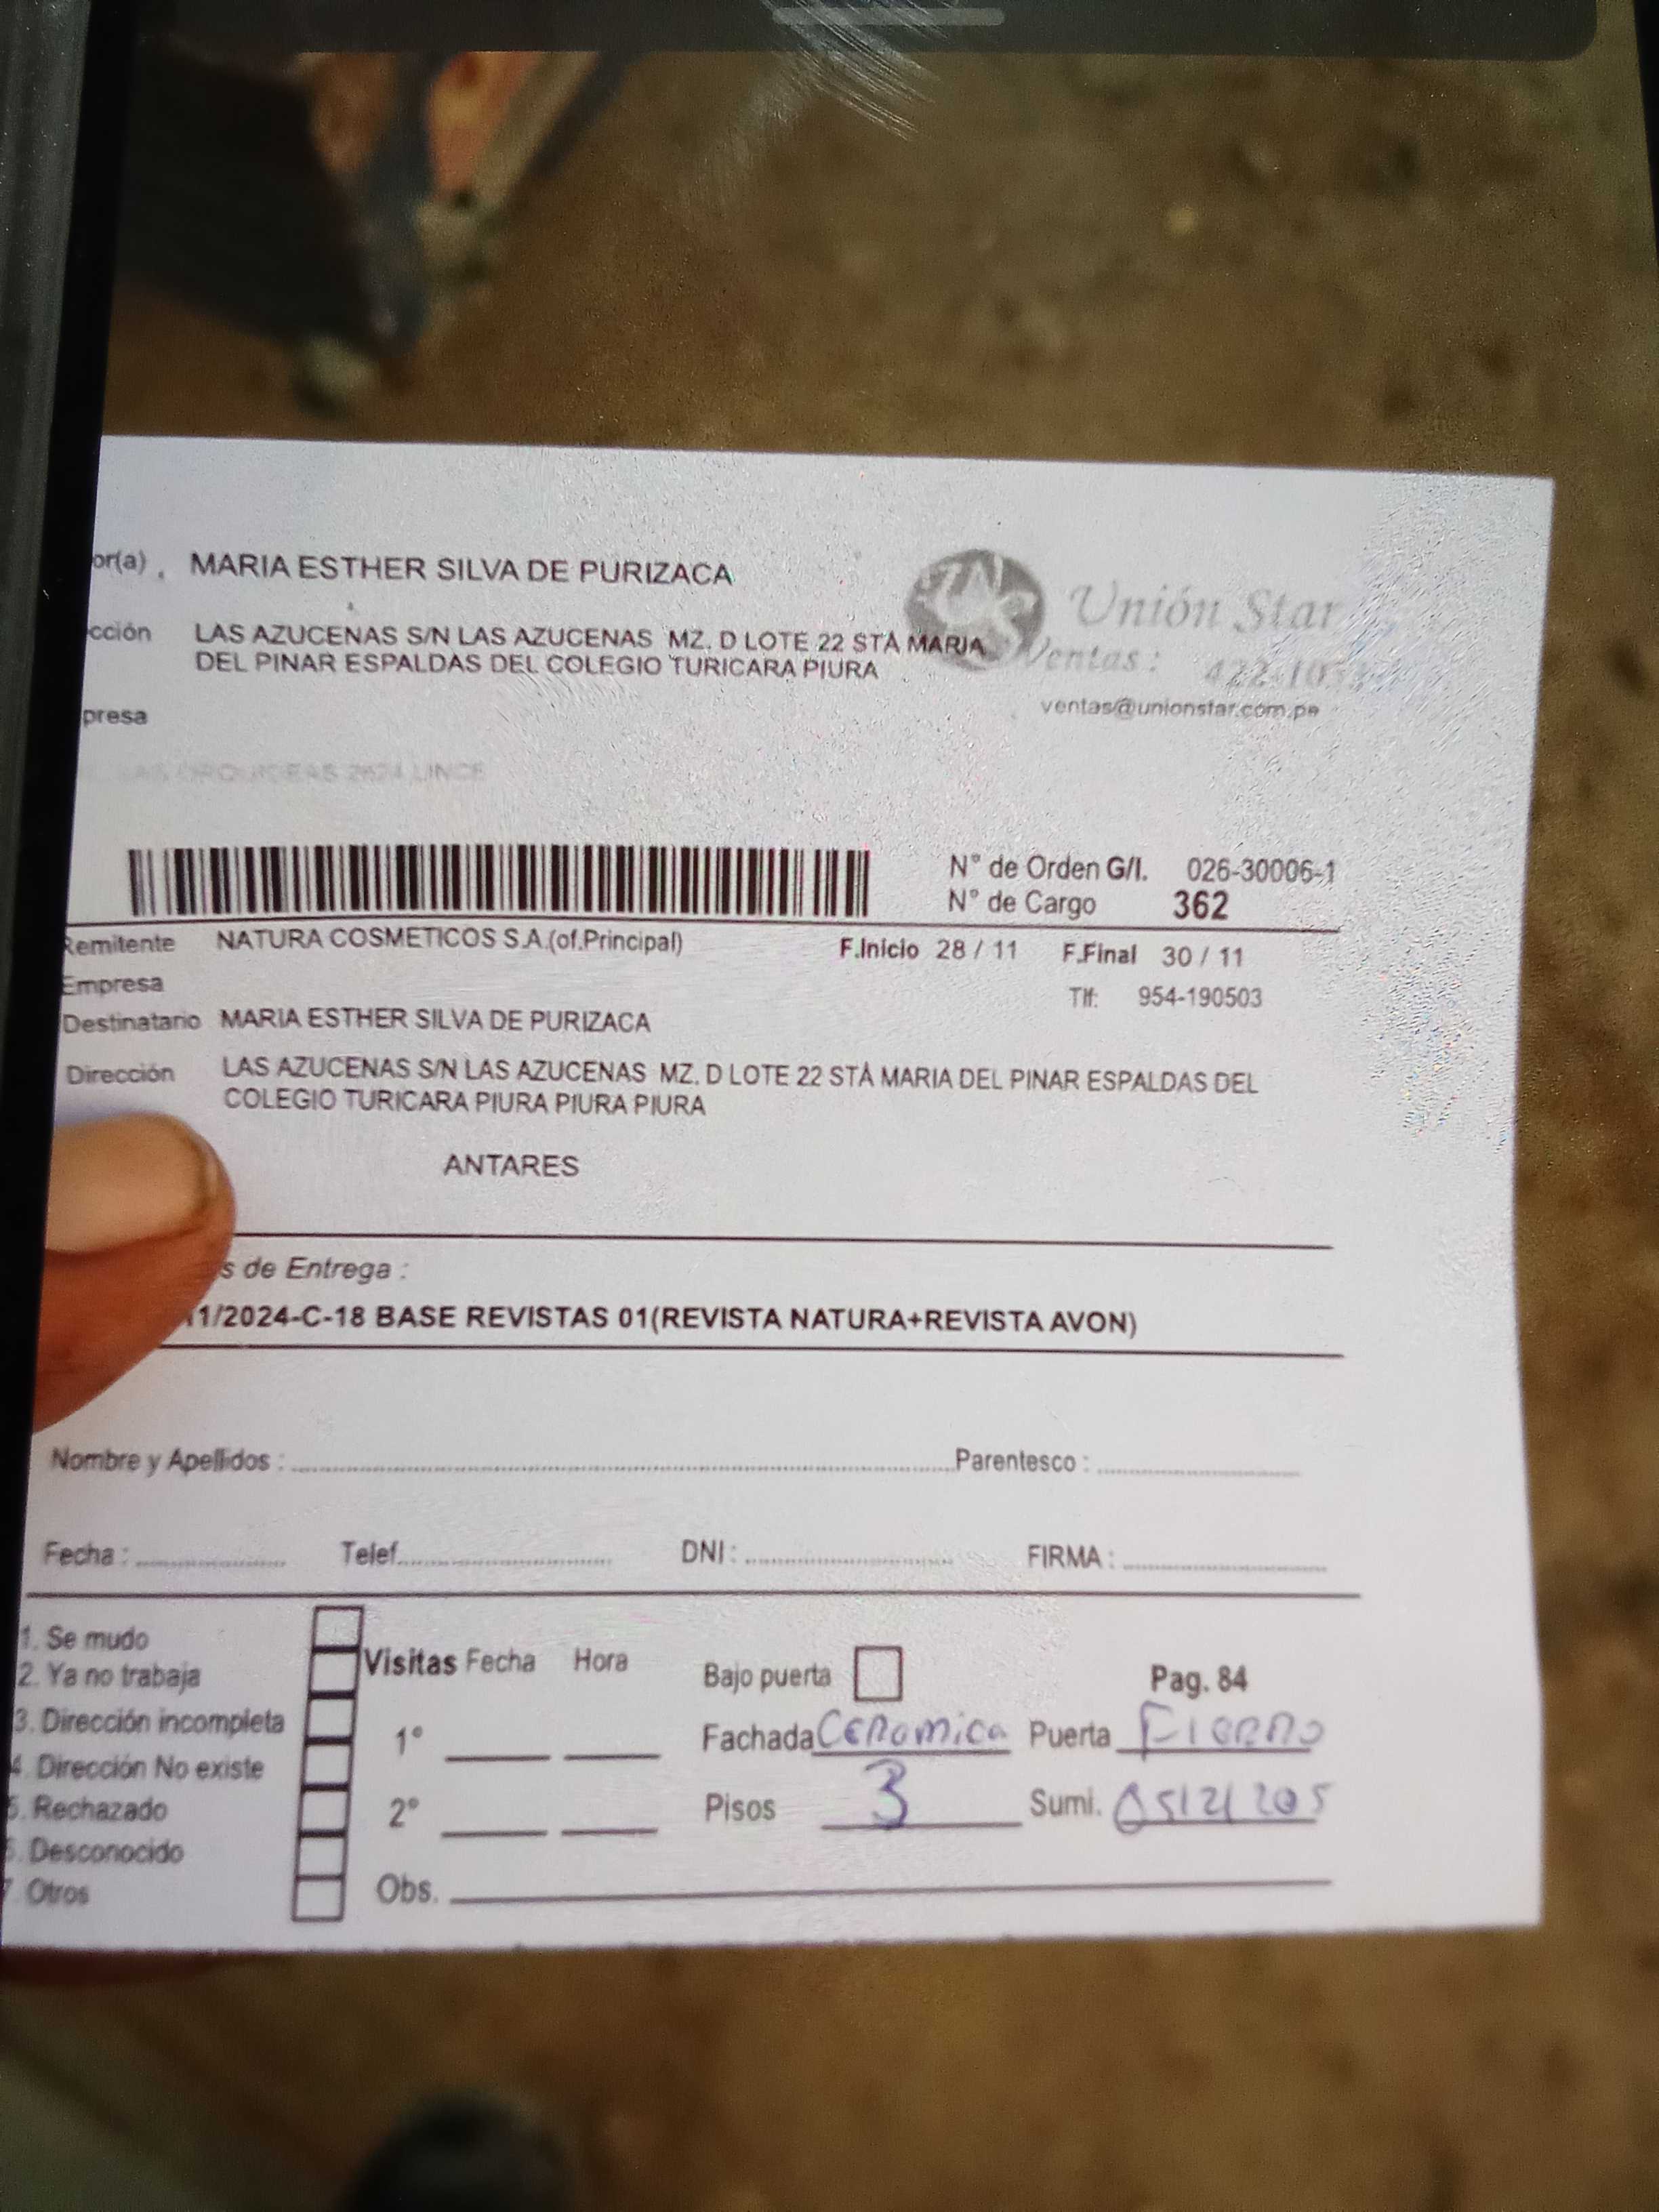 or(a) , MARIA ESTHER SILVA DE PURIZACA
Unión Star
cción LAS AZUCENAS S/N LAS AZUCENAS MZ. D LOTE 22 STA MARIA
DEL PINAR ESPALDAS DEL COLEGIO TURICARA PIURA
Ventas :
ventas@unionstar.com.pe
presa
LAS ORQUIDEAS 2624 LINCE
N° de Orden G/I. 026-30006-1
N° de Cargo 362
Remitente NATURA COSMETICOS S.A.(of.Principal) F.Inicio 28 / 11 F.Final 30 / 11
Empresa
Tlf: 954-190503
Destinatario MARIA ESTHER SILVA DE PURIZACA
Dirección LAS AZUCENAS S/N LAS AZUCENAS MZ. D LOTE 22 STA MARIA DEL PINAR ESPALDAS DEL
COLEGIO TURICARA PIURA PIURA PIURA
ANTARES
s de Entrega :
11/2024-C-18 BASE REVISTAS 01(REVISTA NATURA+REVISTA AVON)
Nombre y Apellidos : Parentesco :
Fecha : Telef. DNI : FIRMA :
1. Se mudo
2. Ya no trabaja
3. Dirección incompleta
4. Dirección No existe
5. Rechazado
6. Desconocido
7. Otros
Visitas Fecha Hora
1°
2°
Obs.
Bajo puerta
Pag. 84
Fachada Ceramica Puerta Fierro
Pisos 3 Sumi.